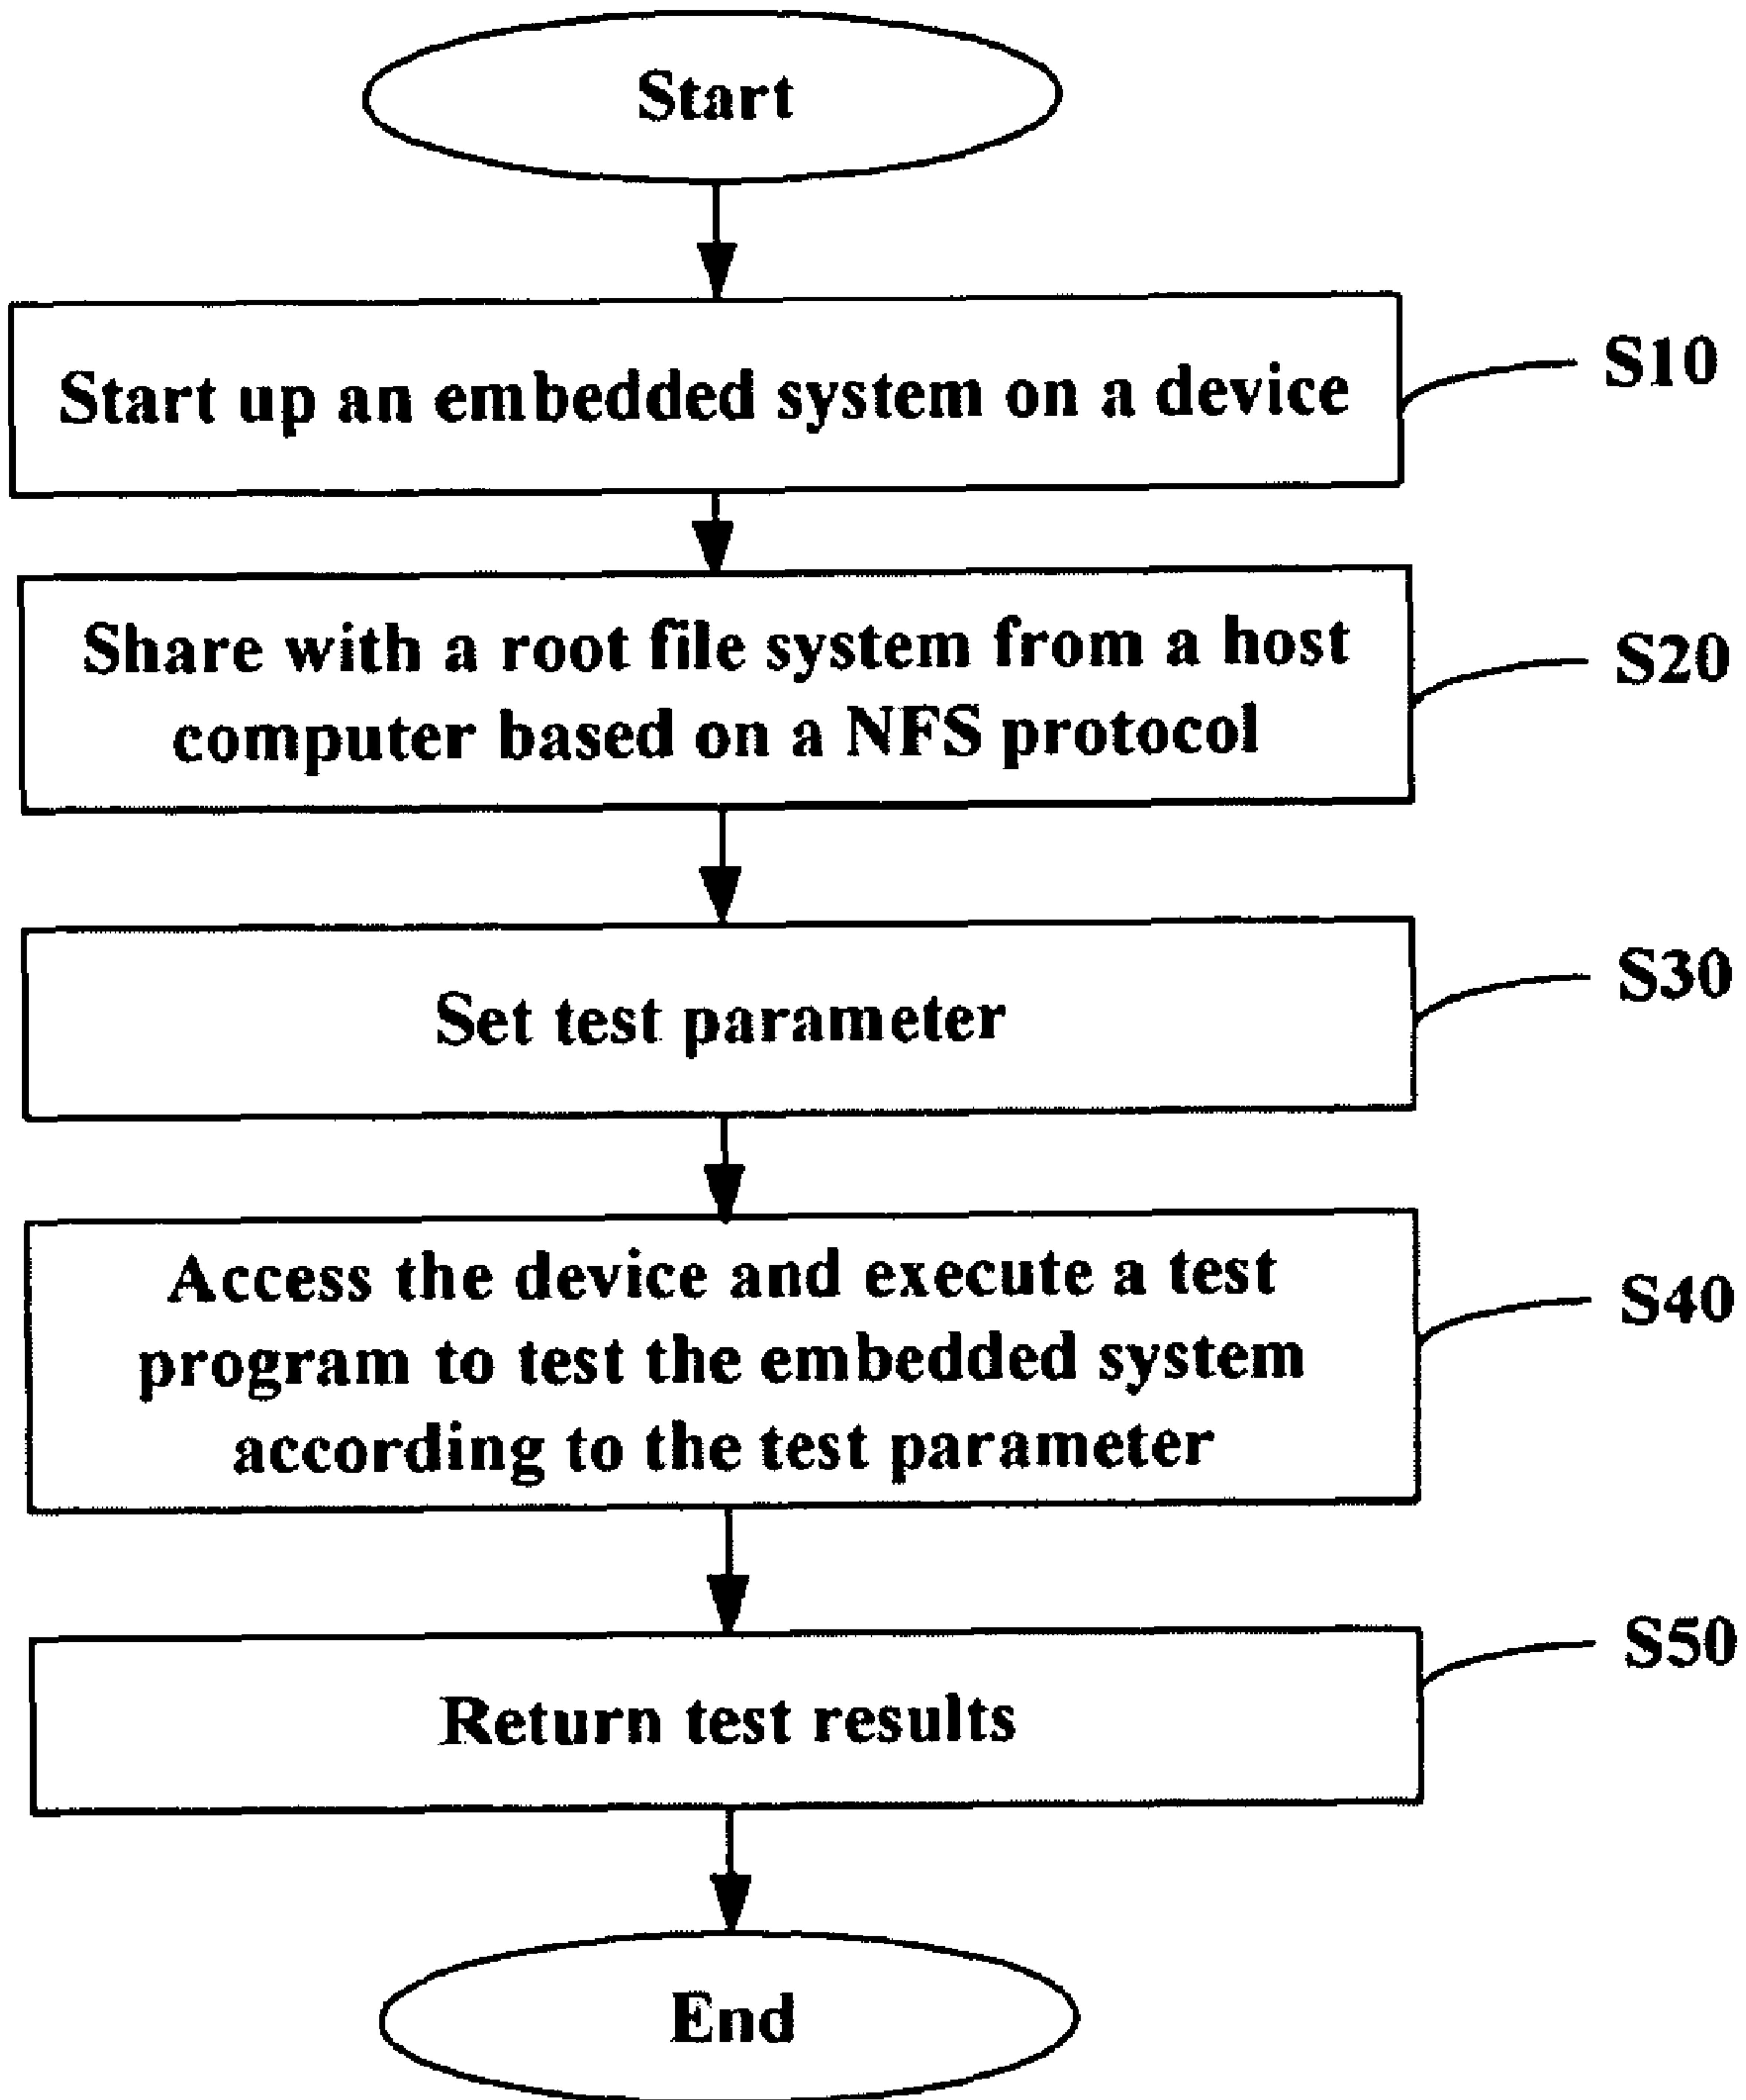 Start
Start up an embedded system on a device
S10
Share with a root file system from a host
computer based on a NFS protocol
S20
Set test parameter
S30
Access the device and execute a test
program to test the embedded system
according to the test parameter
S40
Return test results
S50
End